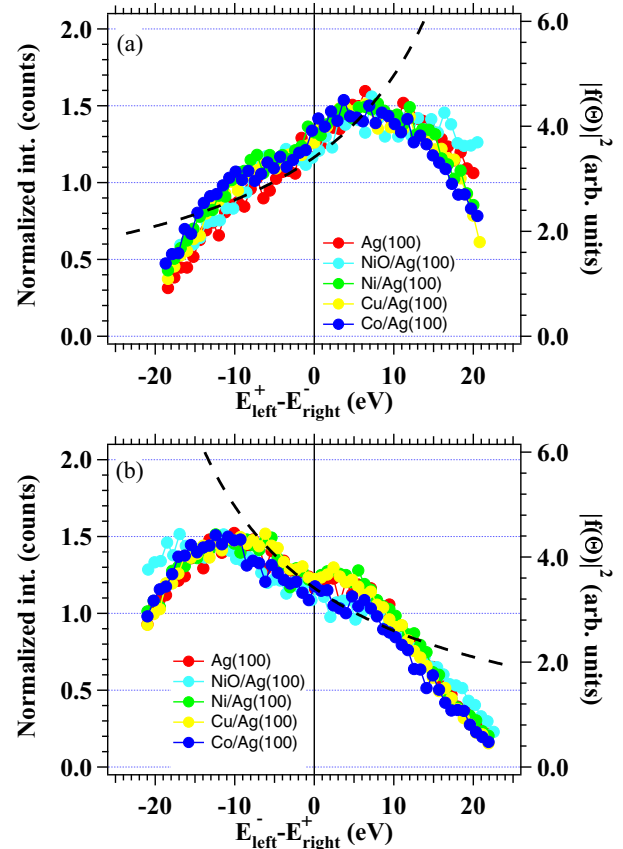 (a)
Normalized int. (counts)
2.0
1.5
1.0
0.5
0.0
6.0
4.0
2.0
0.0
|f(Θ)|² (arb. units)
Ag(100)
NiO/Ag(100)
Ni/Ag(100)
Cu/Ag(100)
Co/Ag(100)
-20 -10 0 10 20
E⁺left-E⁻right (eV)
(b)
Normalized int. (counts)
2.0
1.5
1.0
0.5
0.0
6.0
4.0
2.0
0.0
|f(Θ)|² (arb. units)
Ag(100)
NiO/Ag(100)
Ni/Ag(100)
Cu/Ag(100)
Co/Ag(100)
-20 -10 0 10 20
E⁻left-E⁺right (eV)